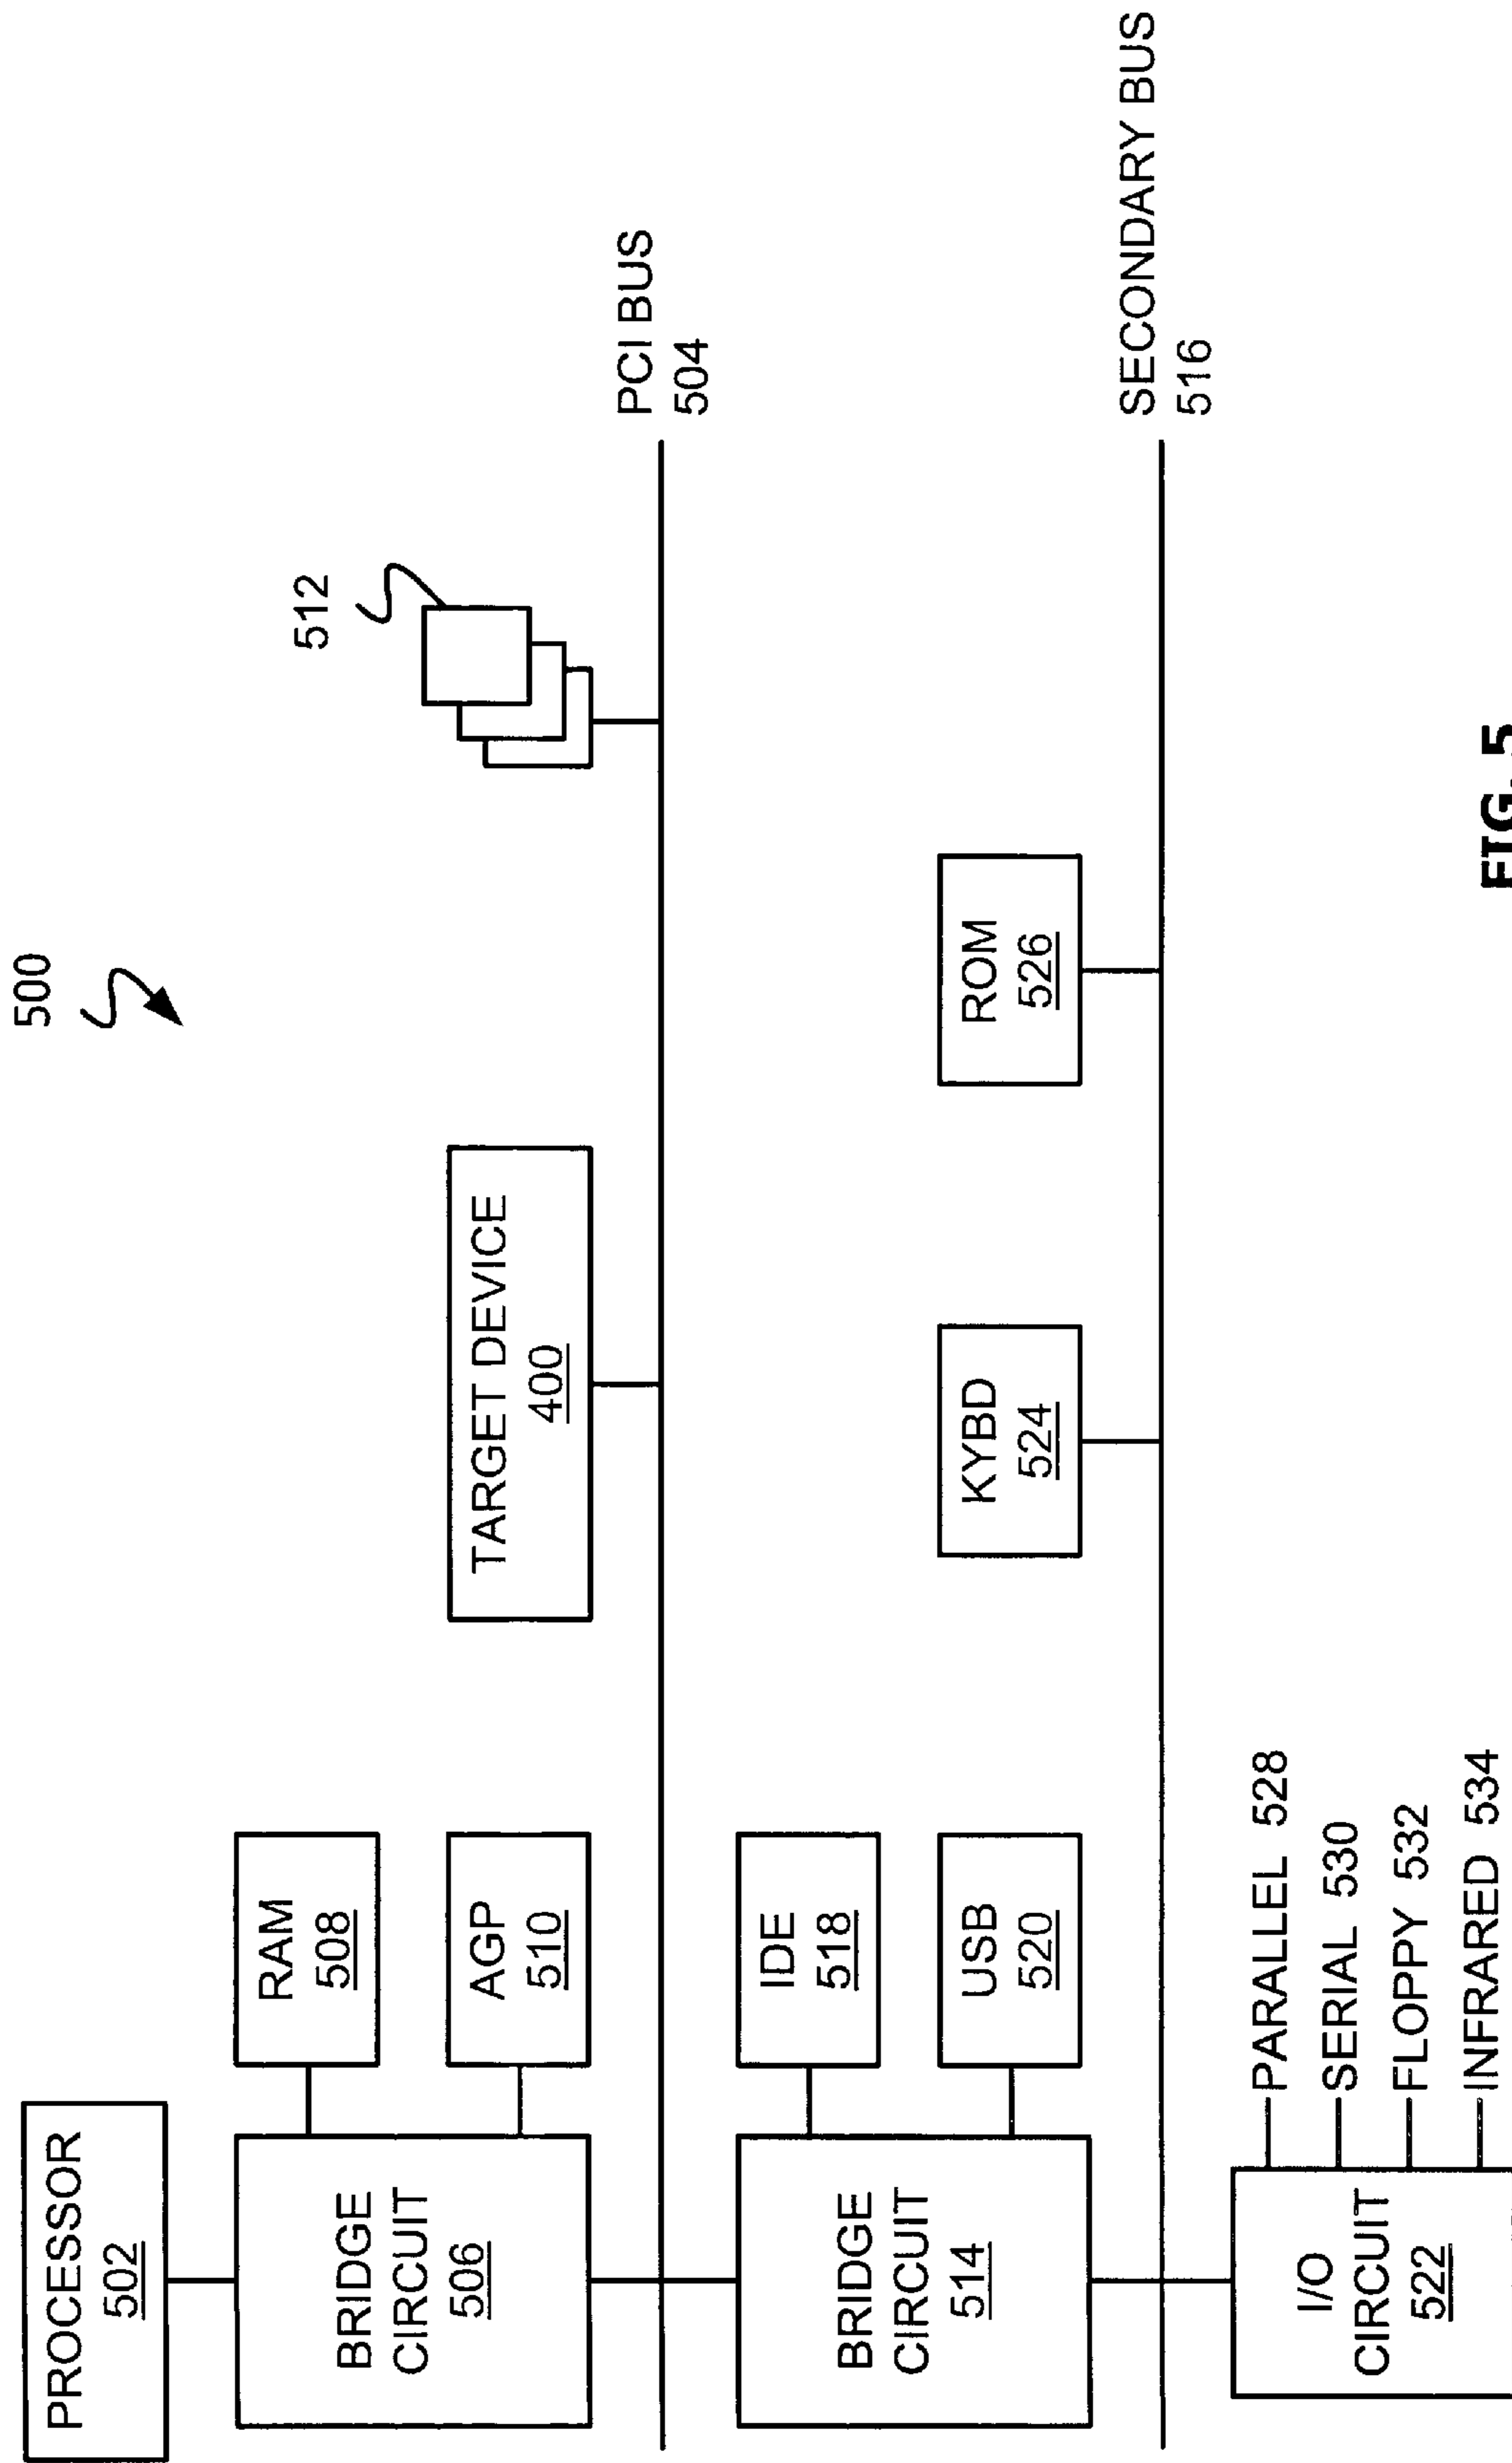 500
PROCESSOR
502
BRIDGE
CIRCUIT
506
RAM
508
AGP
510
TARGET DEVICE
400
512
PCI BUS
504
BRIDGE
CIRCUIT
514
IDE
518
USB
520
KYBD
524
ROM
526
SECONDARY BUS
516
I/O
CIRCUIT
522
PARALLEL 528
SERIAL 530
FLOPPY 532
INFRARED 534
FIG. 5